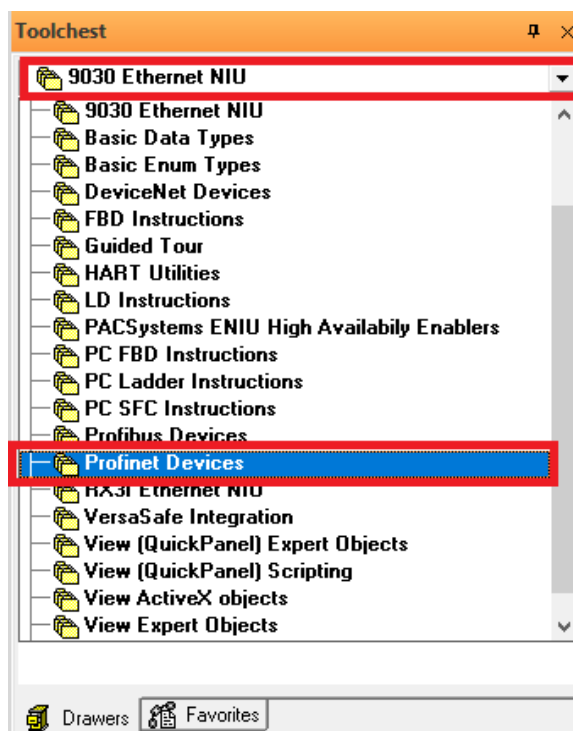 Toolchest
9030 Ethernet NIU
9030 Ethernet NIU
Basic Data Types
Basic Enum Types
DeviceNet Devices
FBD Instructions
Guided Tour
HART Utilities
LD Instructions
PACSystems ENIU High Availabily Enablers
PC FBD Instructions
PC Ladder Instructions
PC SFC Instructions
Profibus Devices
Profinet Devices
RX3i Ethernet NIU
VersaSafe Integration
View (QuickPanel) Expert Objects
View (QuickPanel) Scripting
View ActiveX objects
View Expert Objects
Drawers Favorites